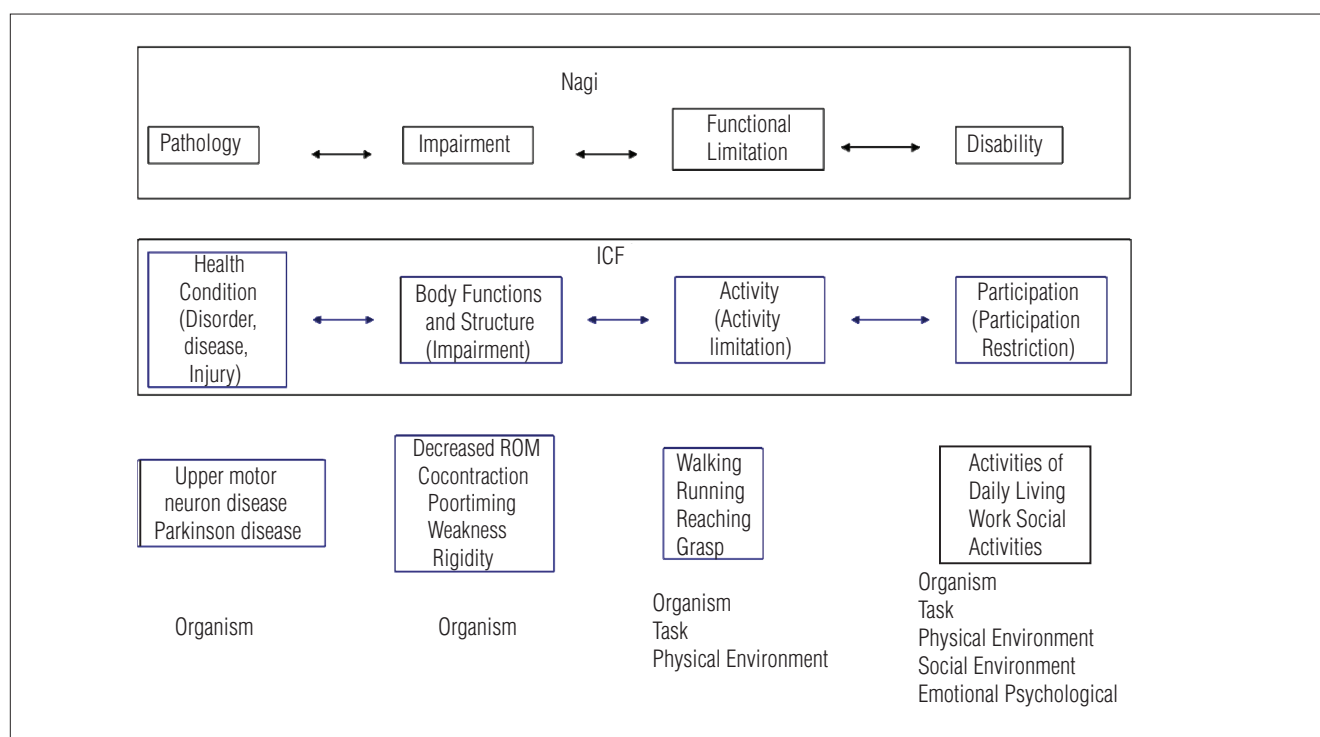 Nagi
Pathology
Impairment
Functional
Limitation
Disability
ICF
Health
Condition
(Disorder,
disease,
Injury)
Body Functions
and Structure
(Impairment)
Activity
(Activity
limitation)
Participation
(Participation
Restriction)
Upper motor
neuron disease
Parkinson disease
Decreased ROM
Cocontraction
Poortiming
Weakness
Rigidity
Walking
Running
Reaching
Grasp
Activities of
Daily Living
Work Social
Activities
Organism
Organism
Organism
Task
Physical Environment
Organism
Task
Physical Environment
Social Environment
Emotional Psychological